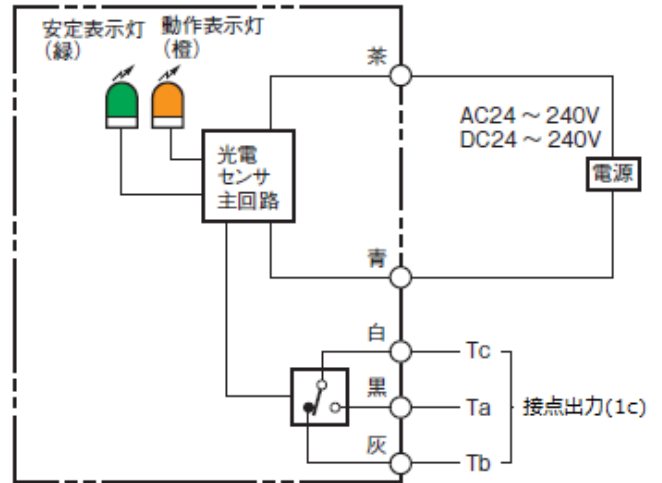 安定表示灯
(緑)
動作表示灯
(橙)
茶
AC24 ～ 240V
DC24 ～ 240V
電源
光電
センサ
主回路
青
白
Tc
黒
Ta
接点出力(1c)
灰
Tb